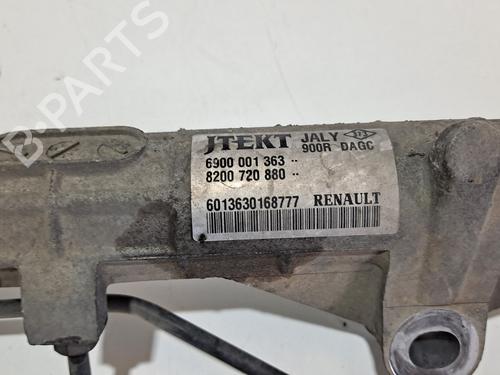 JTEKT JALY
900R DAGC
6900 001 363 ..
8200 720 880 ..
6013630168777 RENAULT
B-PARTS